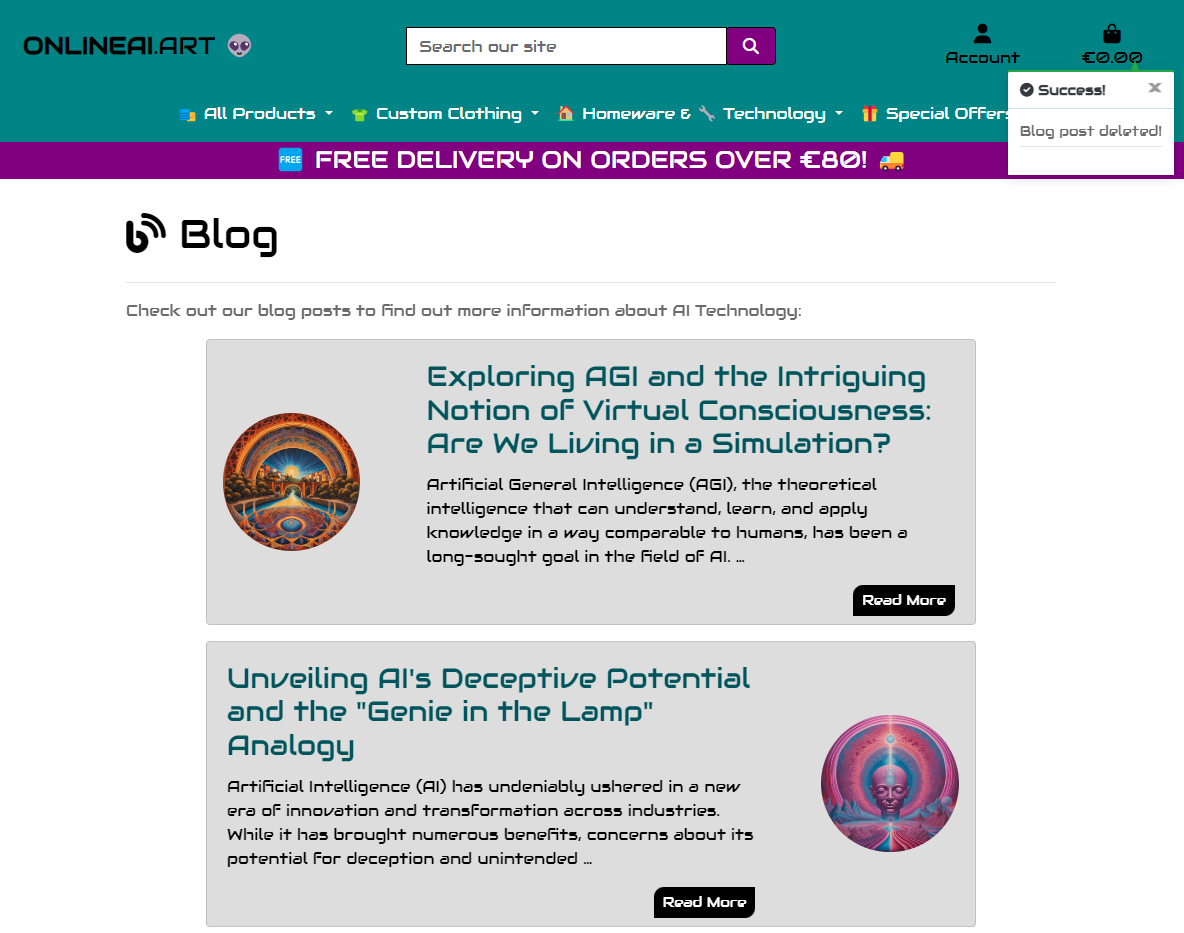 ONLINEAI.ART
Search our site
Account
€0.00
All Products
Custom Clothing
Homeware &
Technology
Special Offers
Success!
×
Blog post deleted!
FREE
FREE DELIVERY ON ORDERS OVER €80!
Blog
Check out our blog posts to find out more information about AI Technology:
Exploring AGI and the Intriguing
Notion of Virtual Consciousness:
Are We Living in a Simulation?
Artificial General Intelligence (AGI), the theoretical
intelligence that can understand, learn, and apply
knowledge in a way comparable to humans, has been a
long-sought goal in the field of AI. …
Read More
Unveiling AI's Deceptive Potential
and the "Genie in the Lamp"
Analogy
Artificial Intelligence (AI) has undeniably ushered in a new
era of innovation and transformation across industries.
While it has brought numerous benefits, concerns about its
potential for deception and unintended …
Read More